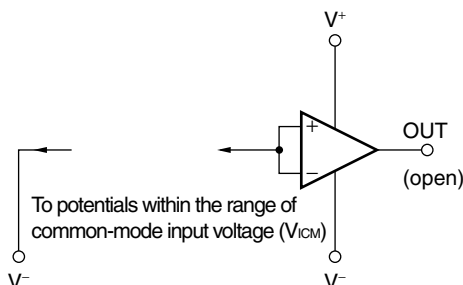 V⁺
+
OUT
−
(open)
To potentials within the range of
common-mode input voltage (VICM)
V⁻
V⁻